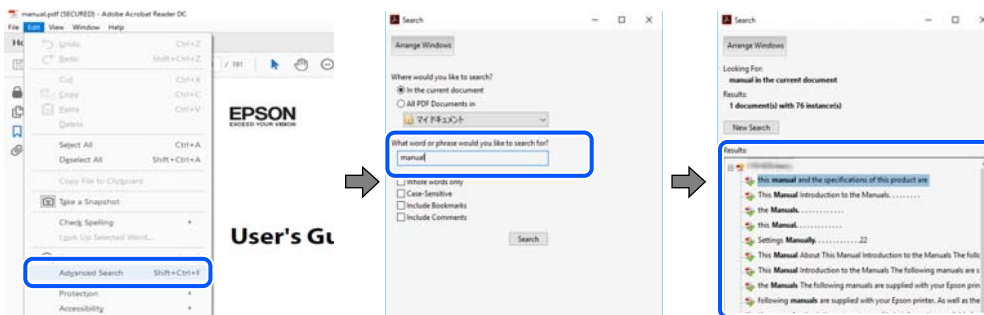 manual.pdf (SECURED) - Adobe Acrobat Reader DC
File Edit View Window Help
Undo Ctrl+Z
Redo Shift+Ctrl+Z
Cut Ctrl+X
Copy Ctrl+C
Paste Ctrl+V
Delete
Select All Ctrl+A
Deselect All Shift+Ctrl+A
Copy File to Clipboard
Take a Snapshot
Check Spelling
Look Up Selected Word...
Advanced Search Shift+Ctrl+F
Protection
Accessibility
/ 181
EPSON
EXCEED YOUR VISION
User's Gu
Search
Arrange Windows
Where would you like to search?
In the current document
All PDF Documents in
マイドキュメント
What word or phrase would you like to search for?
manual
Whole words only
Case-Sensitive
Include Bookmarks
Include Comments
Search
Search
Arrange Windows
Looking For:
manual in the current document
Results:
1 document(s) with 76 instance(s)
New Search
Results:
this manual and the specifications of this product are
This Manual Introduction to the Manuals. . . . . . . . .
the Manuals. . . . . . . . . . . . .
this Manual. . . . . . . . . . . . .
Settings Manually. . . . . . . . . . . . .22
This Manual About This Manual Introduction to the Manuals The follo
This Manual Introduction to the Manuals The following manuals are s
the Manuals The following manuals are supplied with your Epson prin
following manuals are supplied with your Epson printer. As well as the